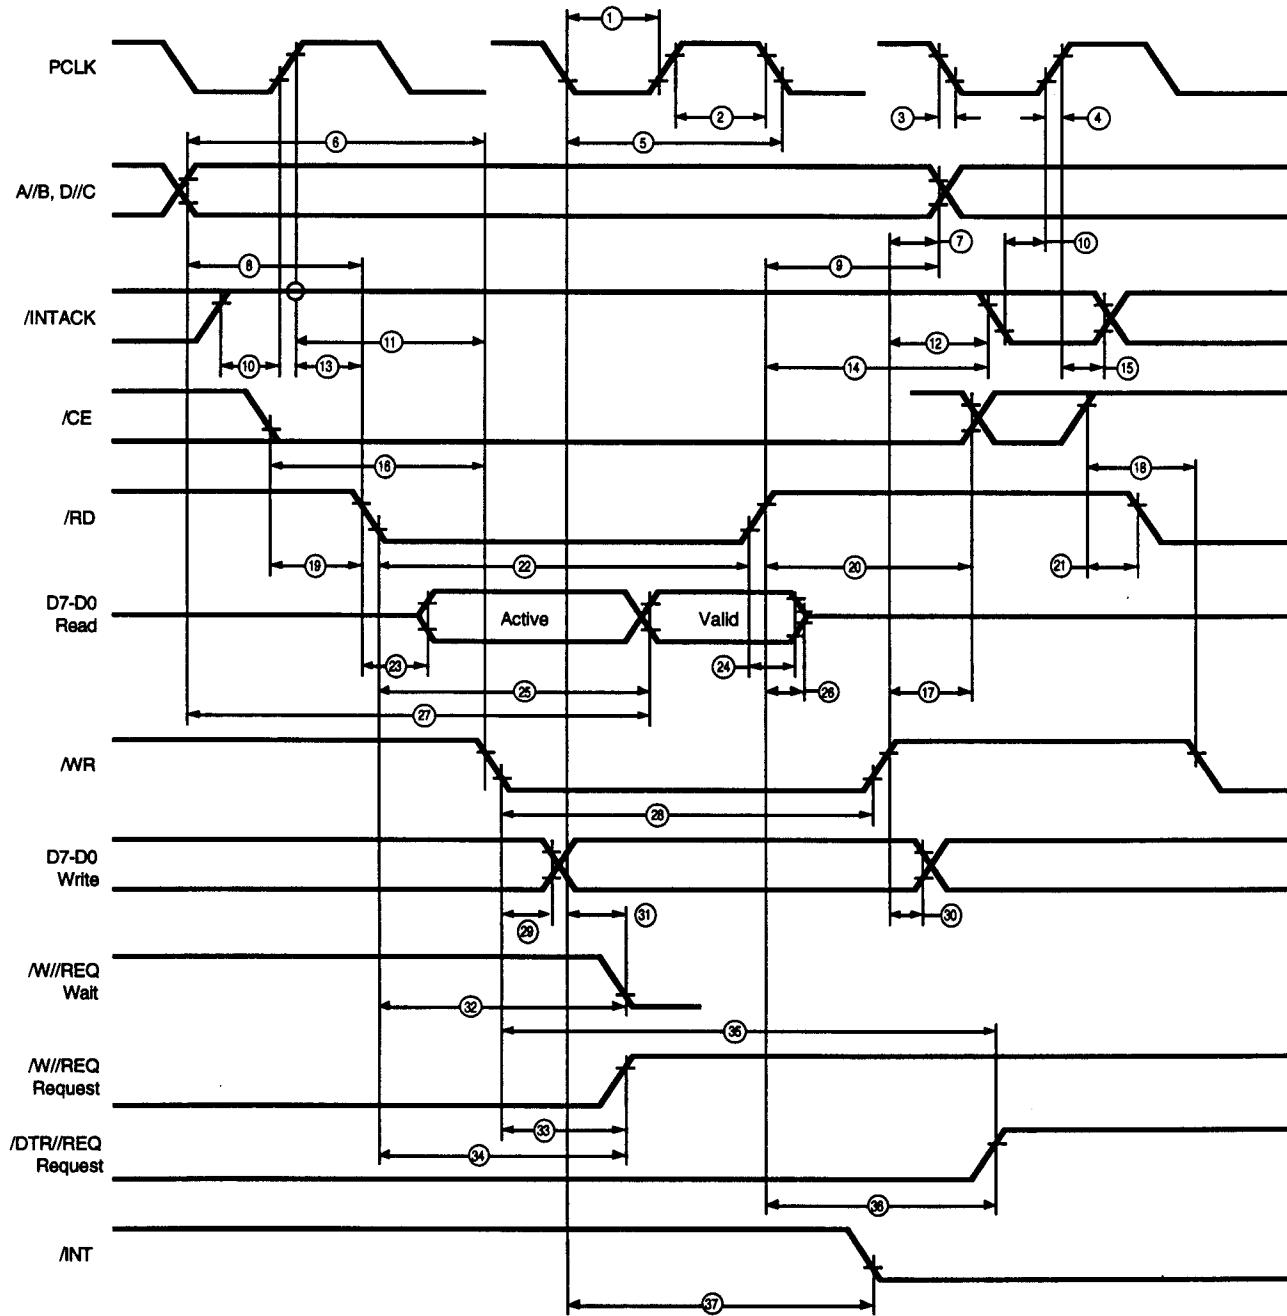 1
PCLK
3
2
4
6
5
A//B, D//C
7
10
8
9
/INTACK
11
12
10
13
14
15
/CE
16
18
/RD
19
22
20
21
D7-D0
Read
Active
Valid
23
24
25
26
17
27
/WR
28
D7-D0
Write
29
31
30
/W//REQ
Wait
32
35
/W//REQ
Request
33
/DTR//REQ
Request
34
36
/INT
37